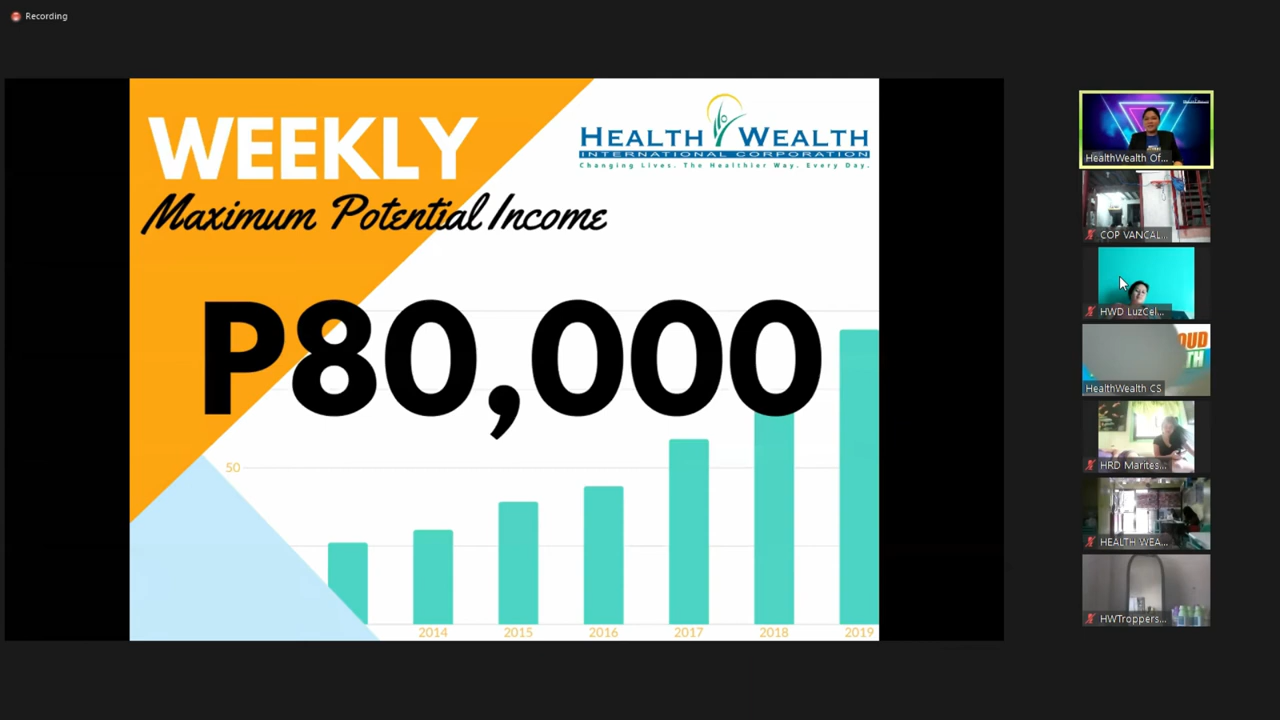 Recording
WEEKLY
Maximum Potential Income
HEALTH WEALTH
INTERNATIONAL CORPORATION
Changing Lives. The Healthier Way. Every Day.
P80,000
50
2014 2015 2016 2017 2018 2019
HealthWealth Of...
COP VANCAL...
HWD LuzCel...
OUD
TH
HealthWealth CS
HRD Marites...
HEALTH WEA...
HWTroppers...